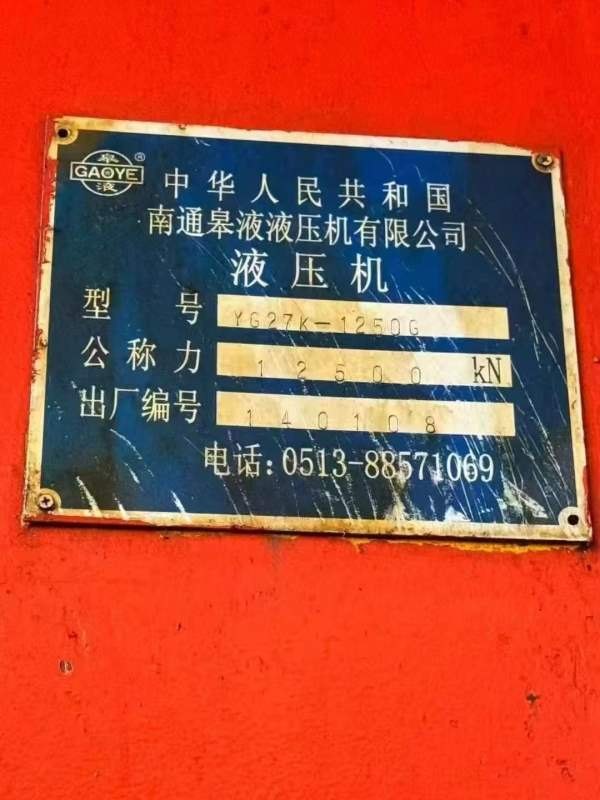 皋
GAOYE ®
液
中华人民共和国
南通皋液液压机有限公司
液压机
型号 YG27K-1250G
公称力 12500 kN
出厂编号 140108
电话:0513-88571069